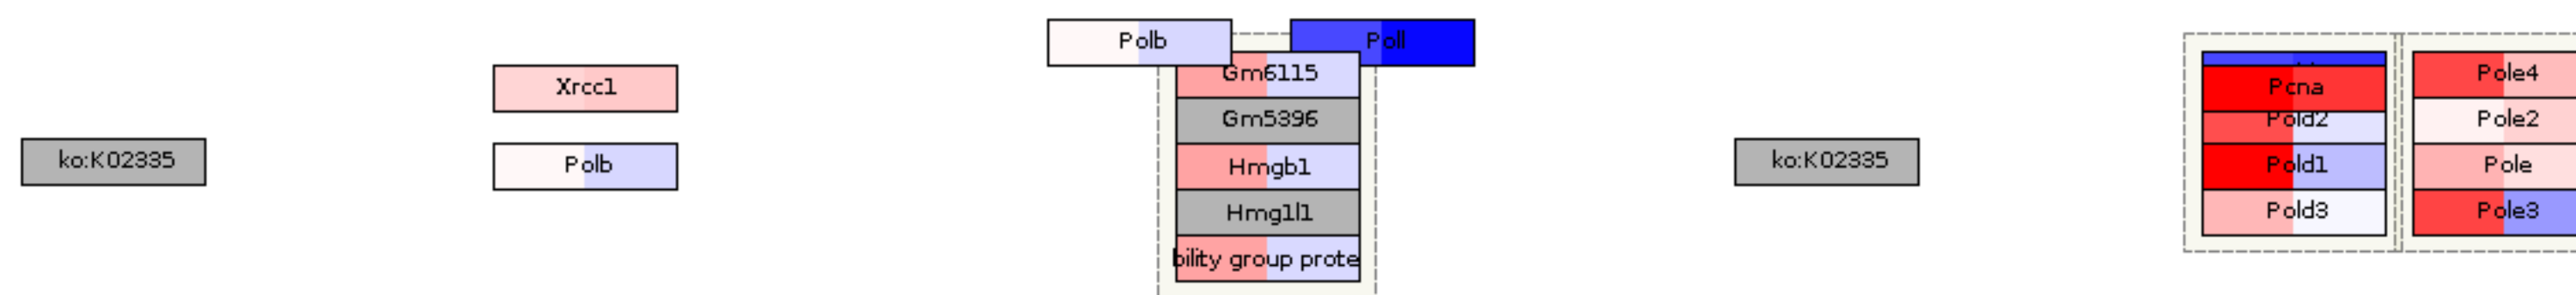 ko:K02335
Xrcc1
Polb
Polb
Poll
Gm6115
Gm5396
Hmgb1
Hmg1l1
bility group prote
ko:K02335
Pcna
Pold2
Pold1
Pold3
Pole4
Pole2
Pole
Pole3